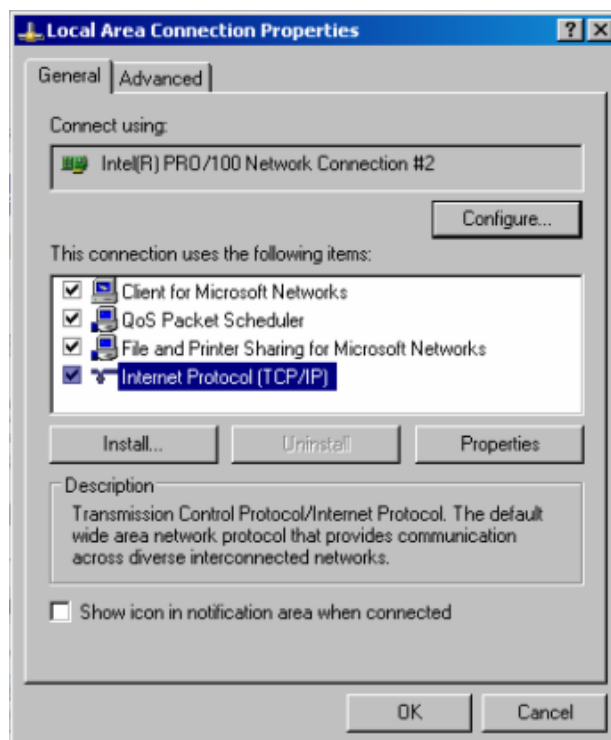 Local Area Connection Properties
General
Advanced
Connect using:
Intel(R) PRO/100 Network Connection #2
Configure...
This connection uses the following items:
Client for Microsoft Networks
QoS Packet Scheduler
File and Printer Sharing for Microsoft Networks
Internet Protocol (TCP/IP)
Install...
Uninstall
Properties
Description
Transmission Control Protocol/Internet Protocol. The default
wide area network protocol that provides communication
across diverse interconnected networks.
Show icon in notification area when connected
OK
Cancel